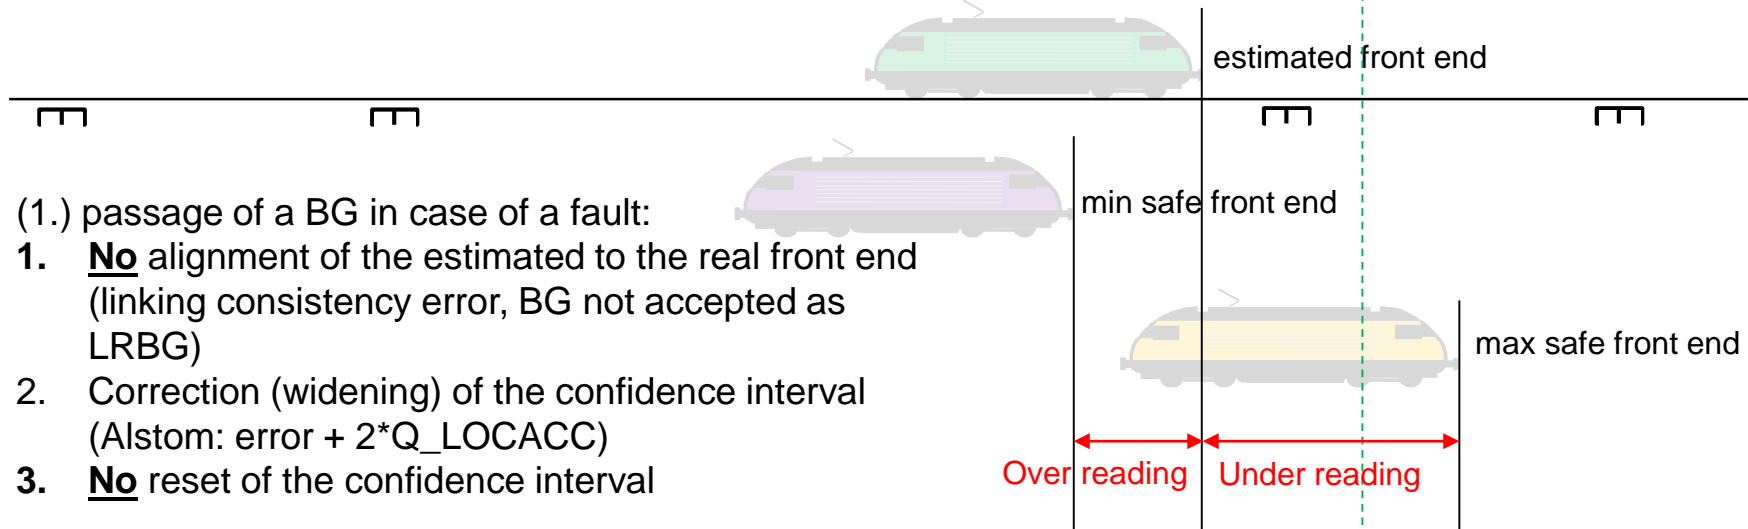 estimated front end
min safe front end
(1.) passage of a BG in case of a fault:
1. No alignment of the estimated to the real front end
(linking consistency error, BG not accepted as
LRBG)
max safe front end
2. Correction (widening) of the confidence interval
(Alstom: error + 2*Q_LOCACC)
3. No reset of the confidence interval
Over reading
Under reading